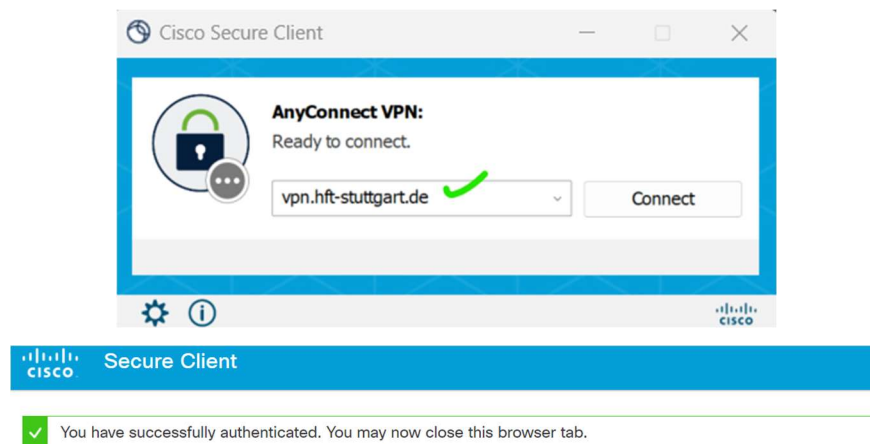 Cisco Secure Client
AnyConnect VPN:
Ready to connect.
vpn.hft-stuttgart.de
Connect
cisco
cisco Secure Client
You have successfully authenticated. You may now close this browser tab.